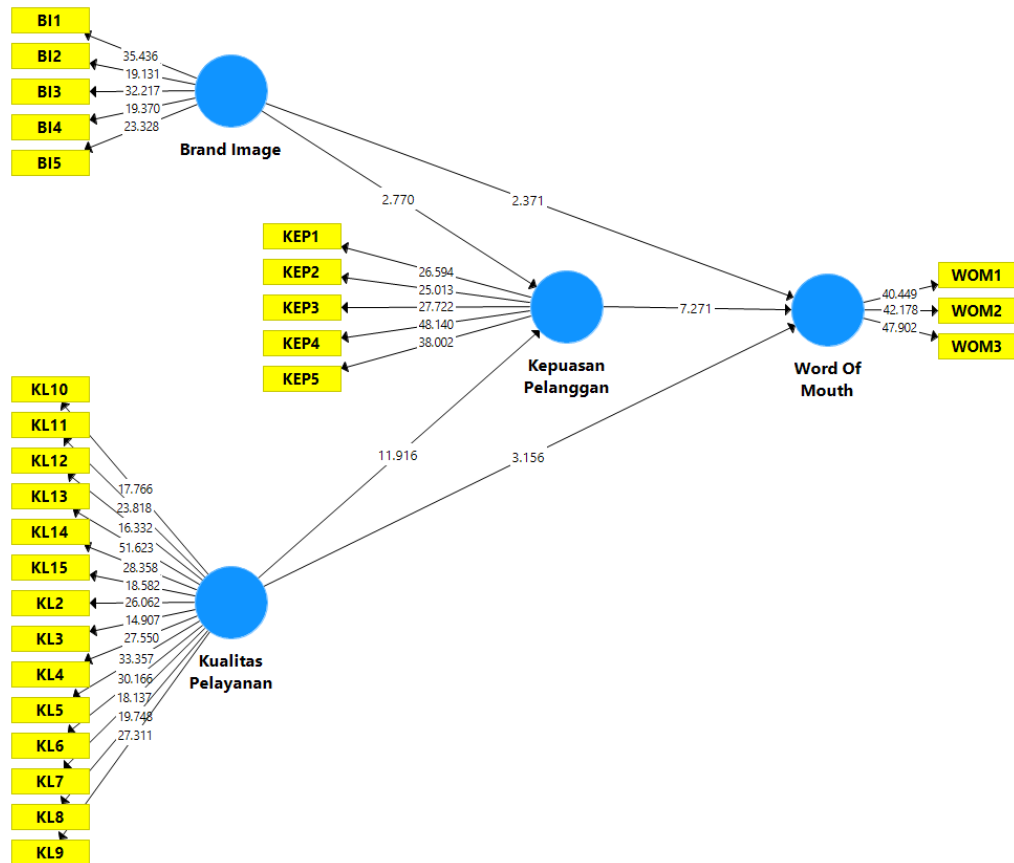 BI1
BI2
BI3
BI4
BI5
35.436
19.131
32.217
19.370
23.328
Brand Image
2.770
2.371
KEP1
KEP2
KEP3
KEP4
KEP5
26.594
25.013
27.722
48.140
38.002
Kepuasan
Pelanggan
7.271
40.449
42.178
47.902
WOM1
WOM2
WOM3
Word Of
Mouth
11.916
3.156
KL10
KL11
KL12
KL13
KL14
KL15
KL2
KL3
KL4
KL5
KL6
KL7
KL8
KL9
17.766
23.818
16.332
51.623
28.358
18.582
26.062
14.907
27.550
33.357
30.166
18.137
19.748
27.311
Kualitas
Pelayanan